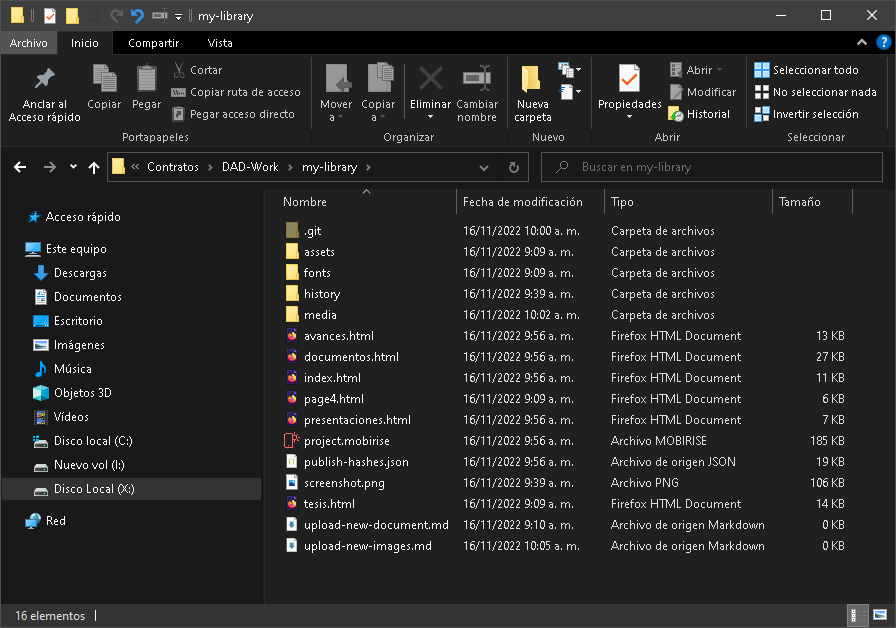 my-library
Archivo Inicio Compartir Vista
Anclar al Acceso rápido
Copiar
Pegar
Cortar
Copiar ruta de acceso
Pegar acceso directo
Portapapeles
Mover a
Copiar a
Eliminar
Cambiar nombre
Organizar
Nueva carpeta
Nuevo
Propiedades
Abrir
Modificar
Historial
Abrir
Seleccionar todo
No seleccionar nada
Invertir selección
Seleccionar
« Contratos > DAD-Work > my-library >
Buscar en my-library
Acceso rápido
Este equipo
Descargas
Documentos
Escritorio
Imágenes
Música
Objetos 3D
Vídeos
Disco local (C:)
Nuevo vol (I:)
Disco Local (X:)
Red
Nombre Fecha de modificación Tipo Tamaño
.git 16/11/2022 10:00 a. m. Carpeta de archivos
assets 16/11/2022 9:09 a. m. Carpeta de archivos
fonts 16/11/2022 9:09 a. m. Carpeta de archivos
history 16/11/2022 9:39 a. m. Carpeta de archivos
media 16/11/2022 10:02 a. m. Carpeta de archivos
avances.html 16/11/2022 9:56 a. m. Firefox HTML Document 13 KB
documentos.html 16/11/2022 9:56 a. m. Firefox HTML Document 27 KB
index.html 16/11/2022 9:56 a. m. Firefox HTML Document 11 KB
page4.html 16/11/2022 9:09 a. m. Firefox HTML Document 6 KB
presentaciones.html 16/11/2022 9:56 a. m. Firefox HTML Document 7 KB
project.mobirise 16/11/2022 9:56 a. m. Archivo MOBIRISE 185 KB
publish-hashes.json 16/11/2022 9:56 a. m. Archivo de origen JSON 19 KB
screenshot.png 16/11/2022 9:39 a. m. Archivo PNG 106 KB
tesis.html 16/11/2022 9:09 a. m. Firefox HTML Document 14 KB
upload-new-document.md 16/11/2022 9:10 a. m. Archivo de origen Markdown 0 KB
upload-new-images.md 16/11/2022 10:05 a. m. Archivo de origen Markdown 0 KB
16 elementos